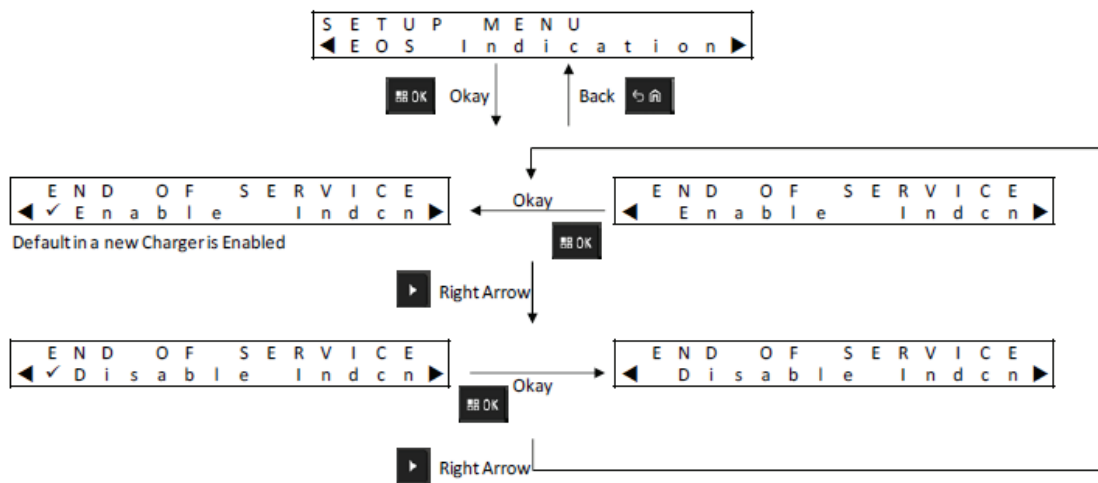 SETUP MENU
◀EOS Indication▶
OK Okay Back
END OF SERVICE
◀✓Enable Indcn▶
Okay
END OF SERVICE
◀ Enable Indcn▶
Default in a new Charger is Enabled
OK
Right Arrow
END OF SERVICE
◀✓Disable Indcn▶
Okay
OK
END OF SERVICE
◀ Disable Indcn▶
Right Arrow